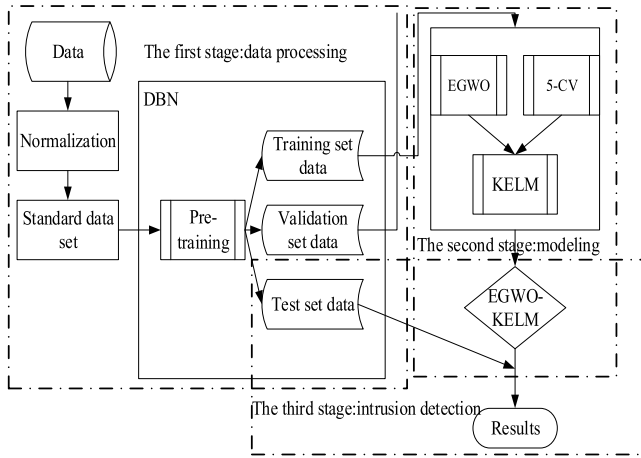 Data
The first stage:data processing
Normalization
Standard data
set
DBN
Pre-
training
Training set
data
Validation
set data
Test set data
EGWO
5-CV
KELM
The second stage:modeling
EGWO-
KELM
The third stage:intrusion detection
Results